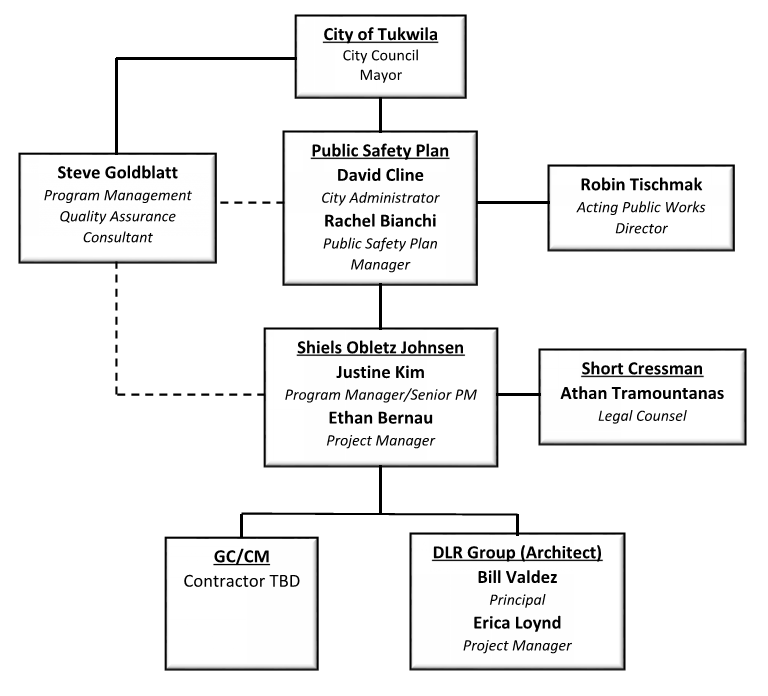 City of Tukwila
City Council
Mayor
Steve Goldblatt
Program Management
Quality Assurance
Consultant
Public Safety Plan
David Cline
City Administrator
Rachel Bianchi
Public Safety Plan
Manager
Robin Tischmak
Acting Public Works
Director
Shiels Obletz Johnsen
Justine Kim
Program Manager/Senior PM
Ethan Bernau
Project Manager
Short Cressman
Athan Tramountanas
Legal Counsel
GC/CM
Contractor TBD
DLR Group (Architect)
Bill Valdez
Principal
Erica Loynd
Project Manager